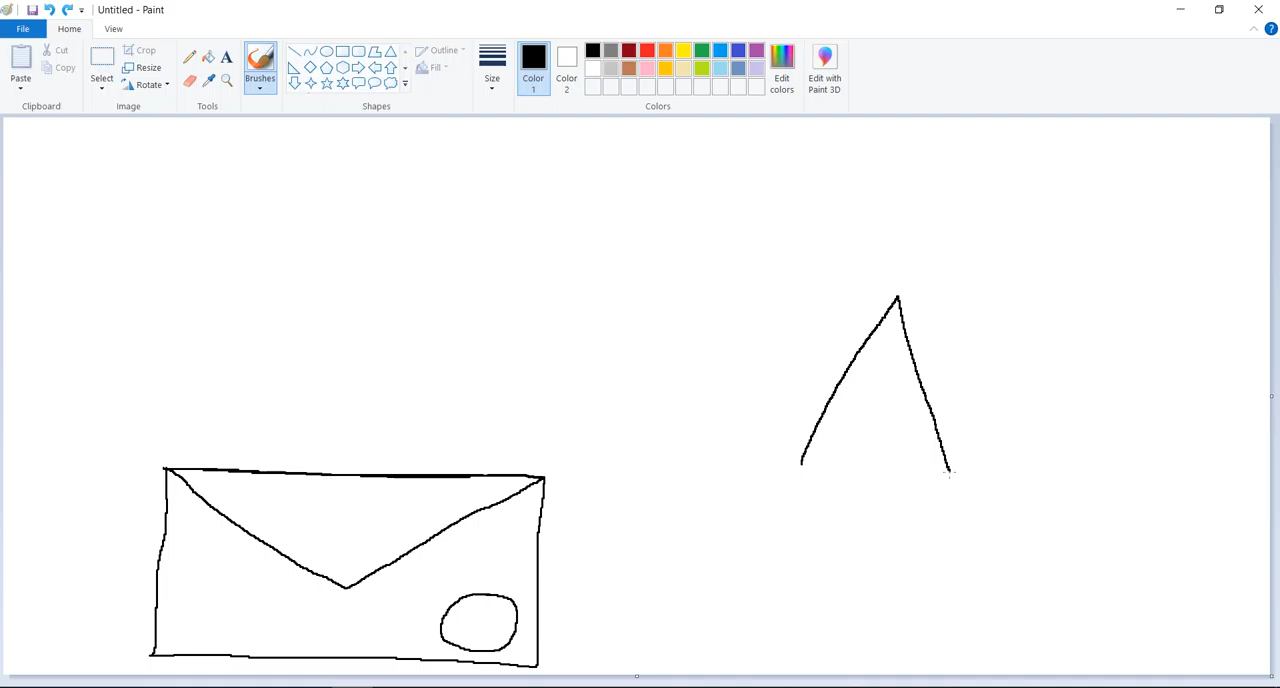 Untitled - Paint
File
Home
View
Paste
Cut
Copy
Clipboard
Select
Crop
Resize
Rotate
Image
A
Tools
Brushes
Outline
Fill
Shapes
Size
Color
1
Color
2
Edit
colors
Colors
Edit with
Paint 3D